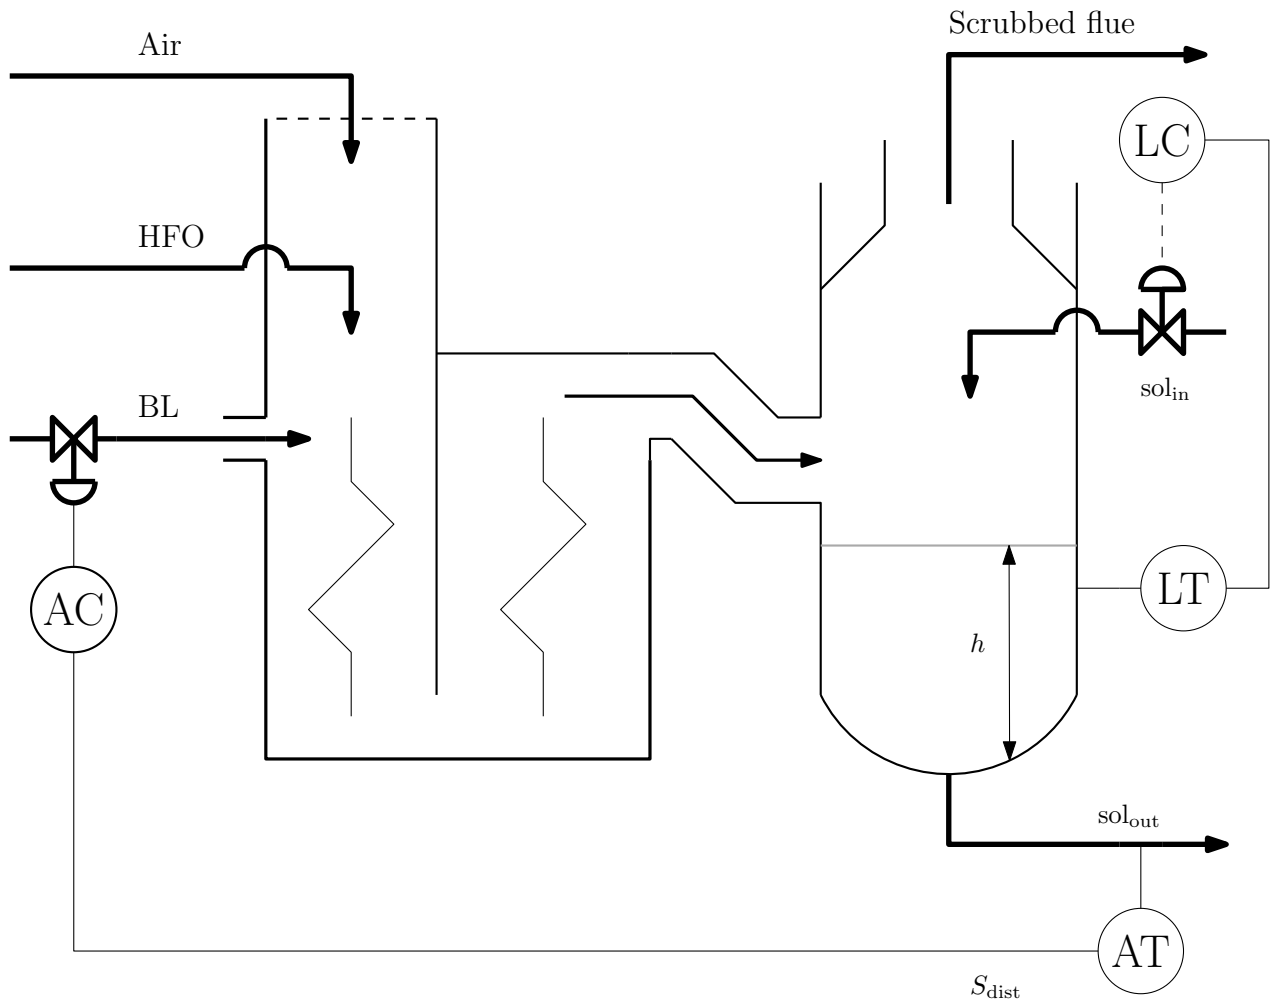 Scrubbed flue
Air
LC
HFO
sol_in
BL
LT
AC
h
sol_out
AT
S_dist